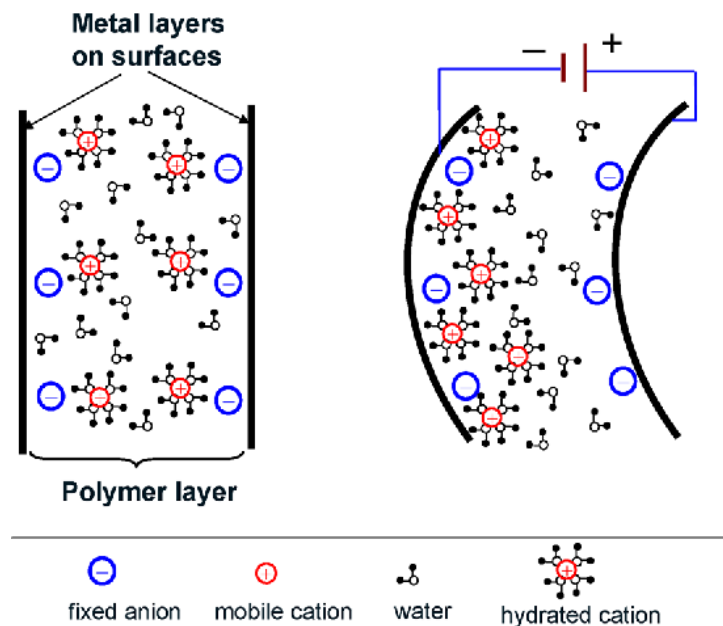 Metal layers
on surfaces
− +
Polymer layer
fixed anion mobile cation water hydrated cation